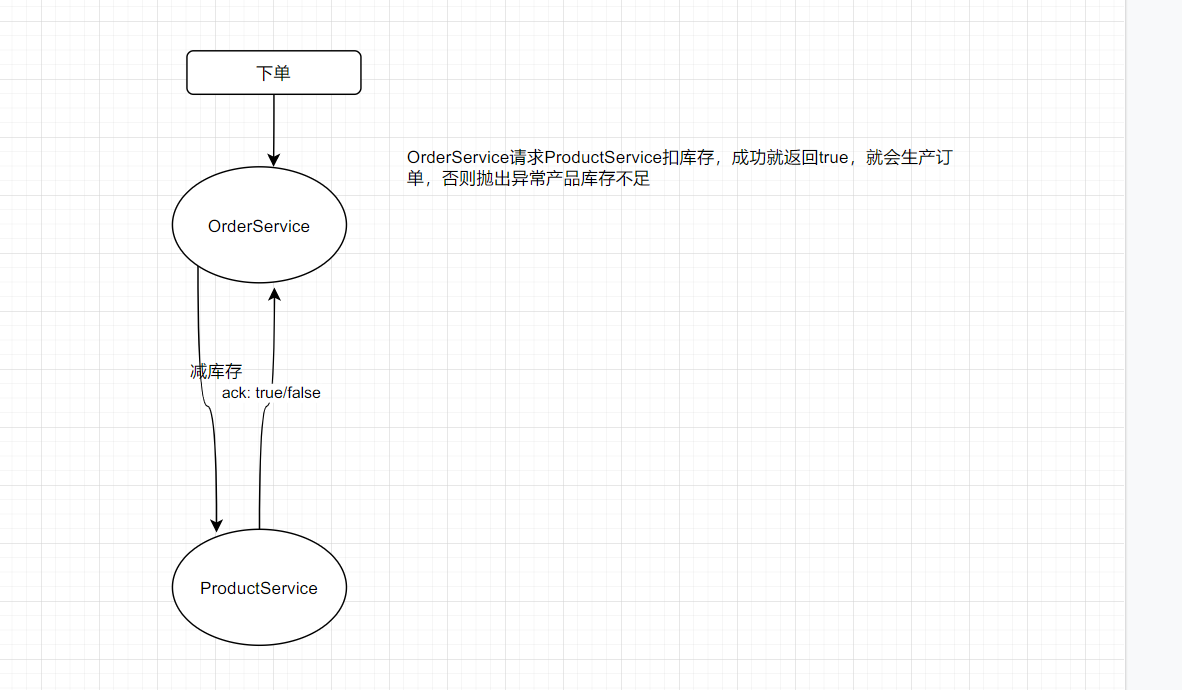 下单
OrderService请求ProductService扣库存，成功就返回true，就会生产订
单，否则抛出异常产品库存不足
OrderService
减库存
ack: true/false
ProductService